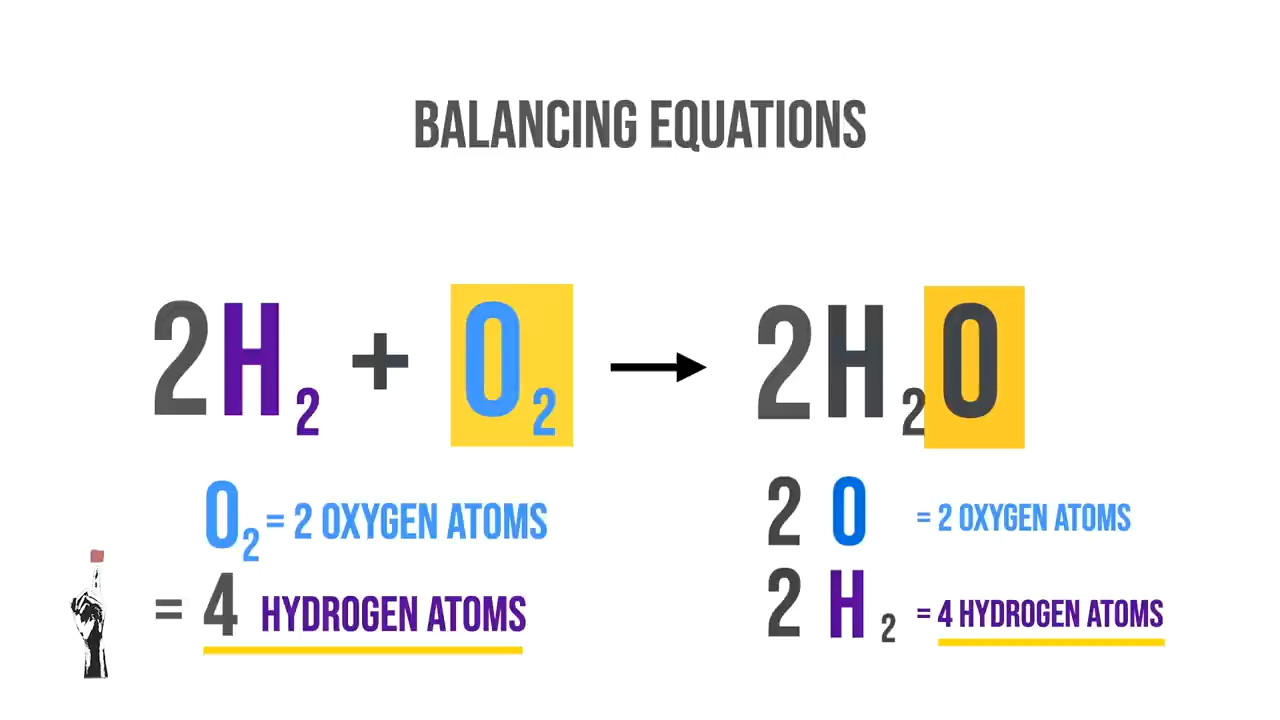 BALANCING EQUATIONS
2H₂ + O₂ → 2H₂O
O₂ = 2 OXYGEN ATOMS
= 4 HYDROGEN ATOMS
2 O = 2 OXYGEN ATOMS
2 H₂ = 4 HYDROGEN ATOMS